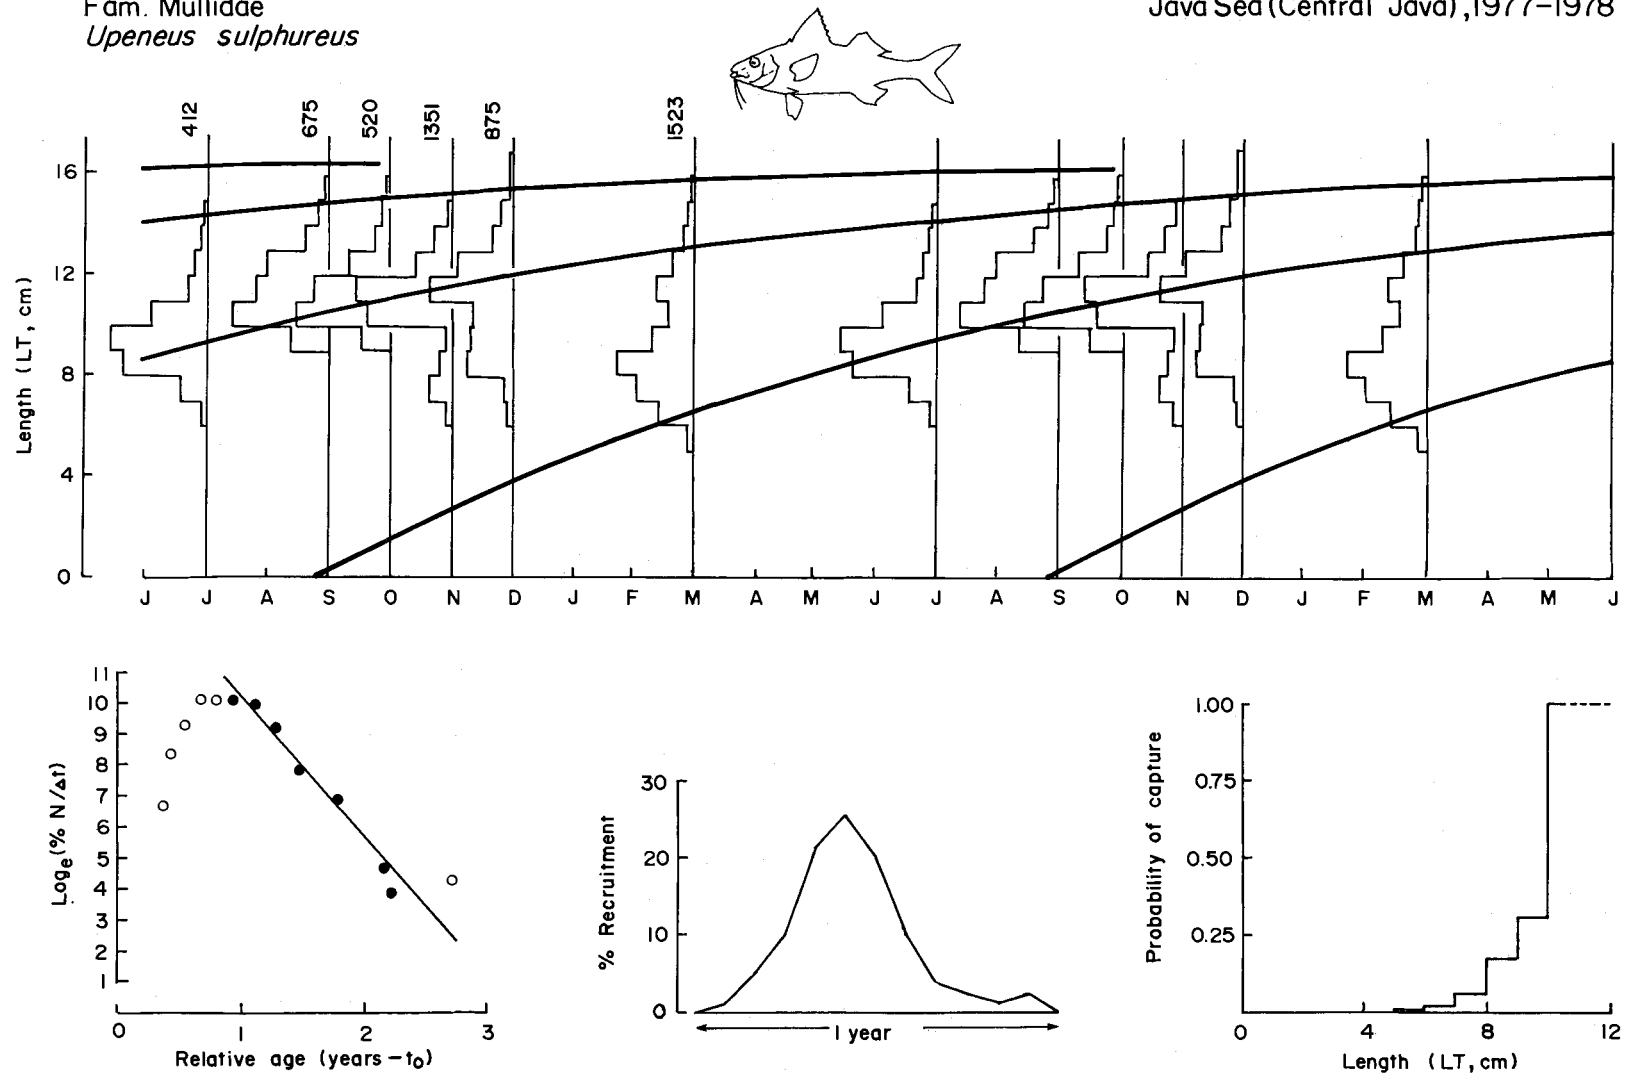 Fam. Mullidae
Java Sea (Central Java), 1977-1978
Upeneus sulphureus
412
675
520
1351
875
1523
Length (LT, cm)
16
12
8
4
0
J J A S O N D J F M A M J J A S O N D J F M A M J
Loge (% N/Δt)
11
10
9
8
7
6
5
4
3
2
1
0 1 2 3
Relative age (years - to)
% Recruitment
30
20
10
0
1 year
Probability of capture
1.00
0.75
0.50
0.25
0 4 8 12
Length (LT, cm)